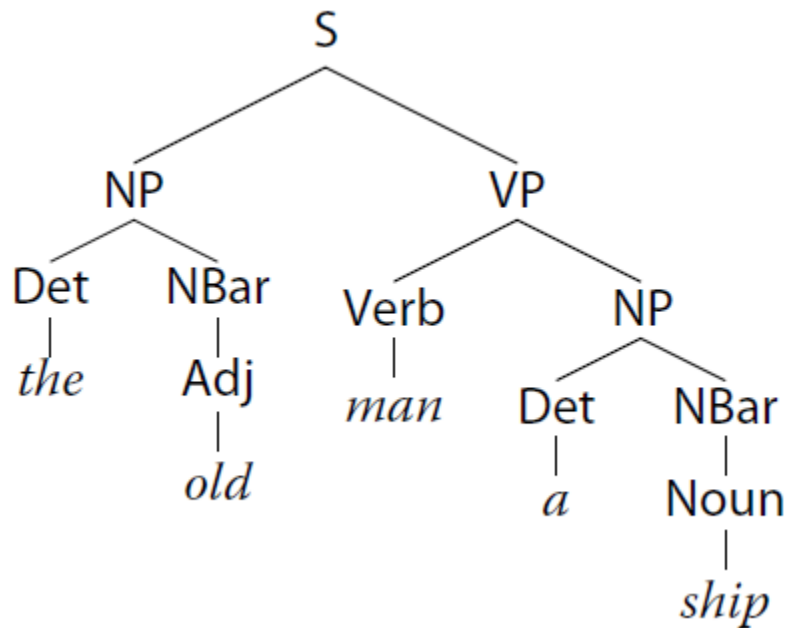 S
NP VP
Det NBar Verb NP
the Adj man Det NBar
old a Noun
ship